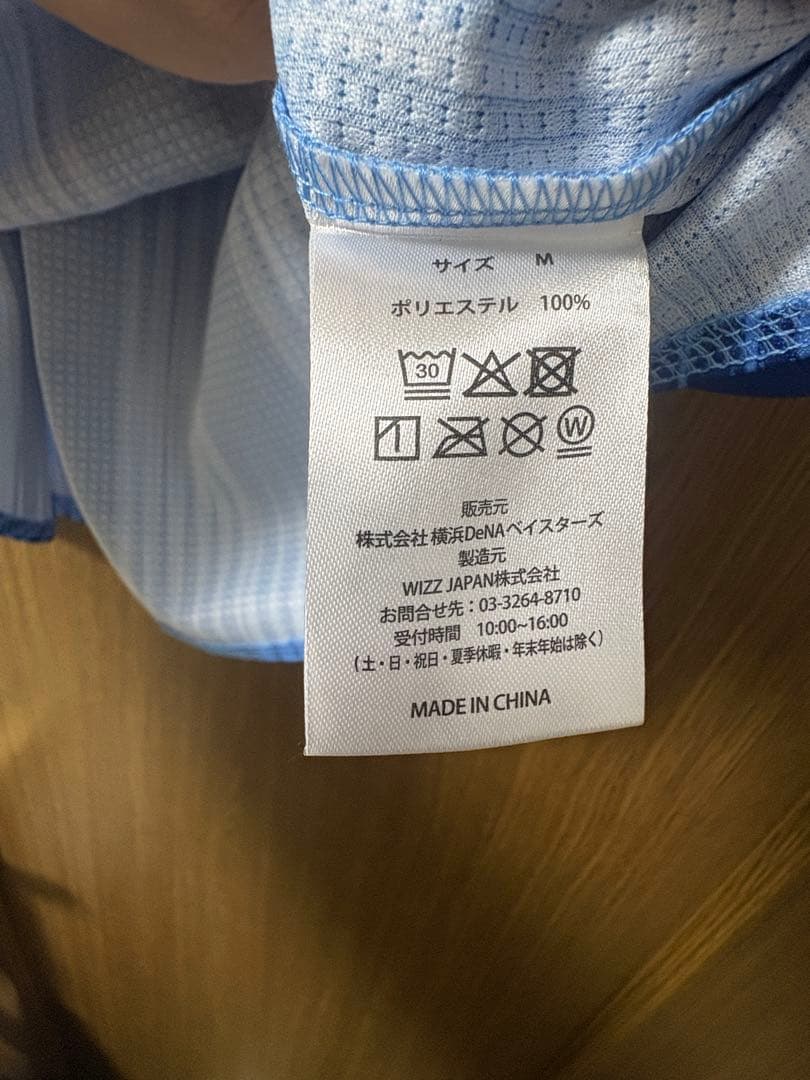 サイズ M
ポリエステル 100%
30
W
販売元
株式会社 横浜DeNAベイスターズ
製造元
WIZZ JAPAN株式会社
お問合せ先：03-3264-8710
受付時間 10:00~16:00
（土・日・祝日・夏季休暇・年末年始は除く）
MADE IN CHINA